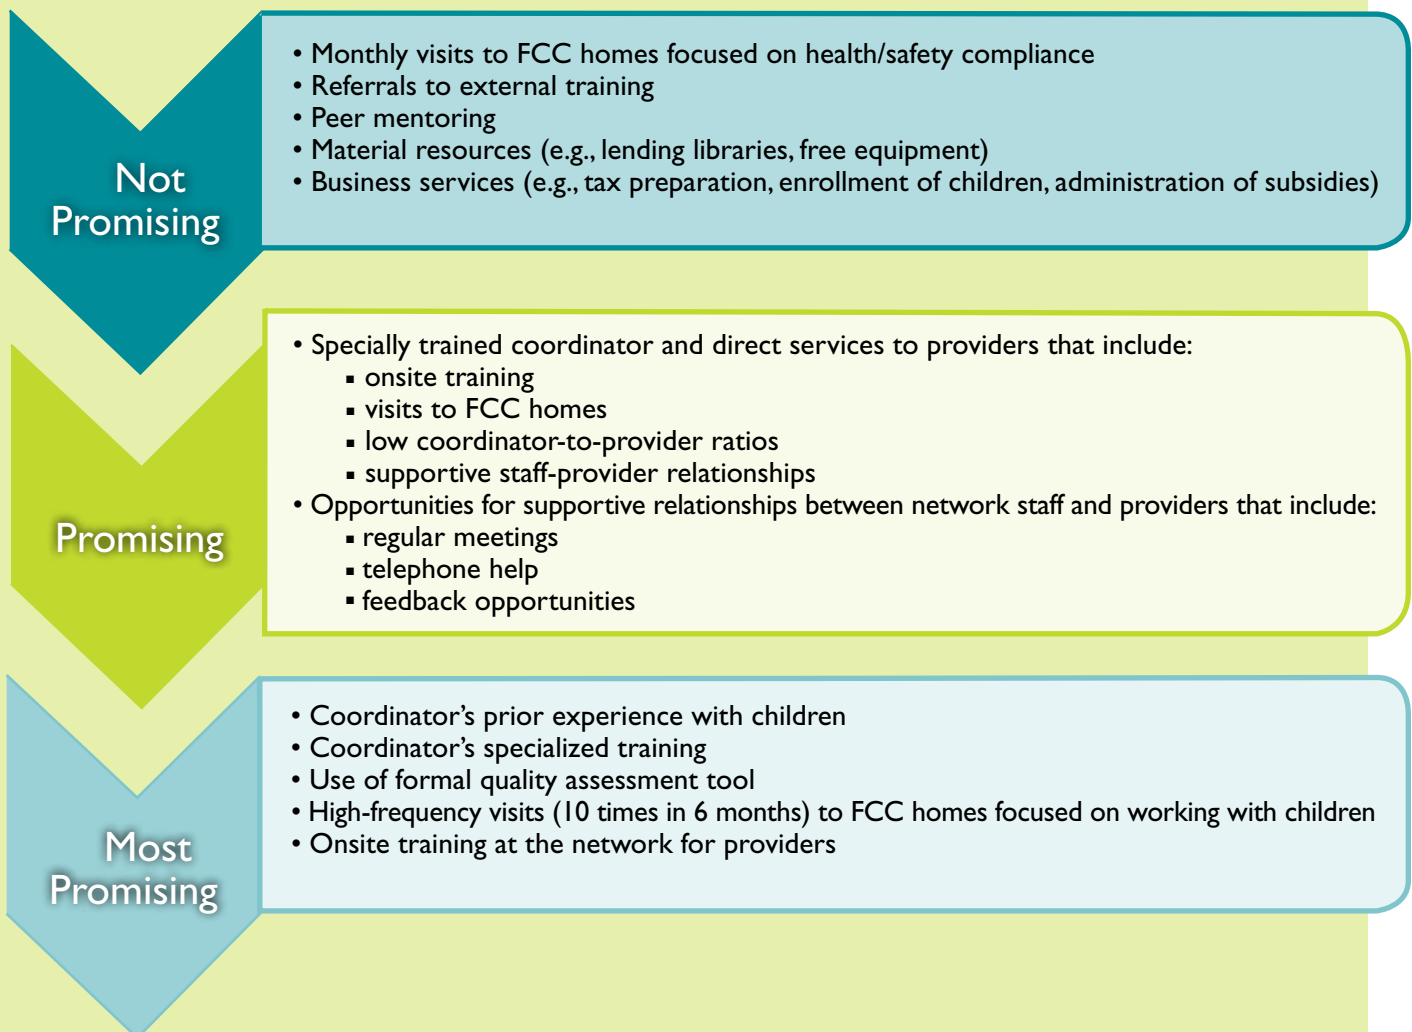 Not
Promising
• Monthly visits to FCC homes focused on health/safety compliance
• Referrals to external training
• Peer mentoring
• Material resources (e.g., lending libraries, free equipment)
• Business services (e.g., tax preparation, enrollment of children, administration of subsidies)
Promising
• Specially trained coordinator and direct services to providers that include:
▪ onsite training
▪ visits to FCC homes
▪ low coordinator-to-provider ratios
▪ supportive staff-provider relationships
• Opportunities for supportive relationships between network staff and providers that include:
▪ regular meetings
▪ telephone help
▪ feedback opportunities
Most
Promising
• Coordinator’s prior experience with children
• Coordinator’s specialized training
• Use of formal quality assessment tool
• High-frequency visits (10 times in 6 months) to FCC homes focused on working with children
• Onsite training at the network for providers